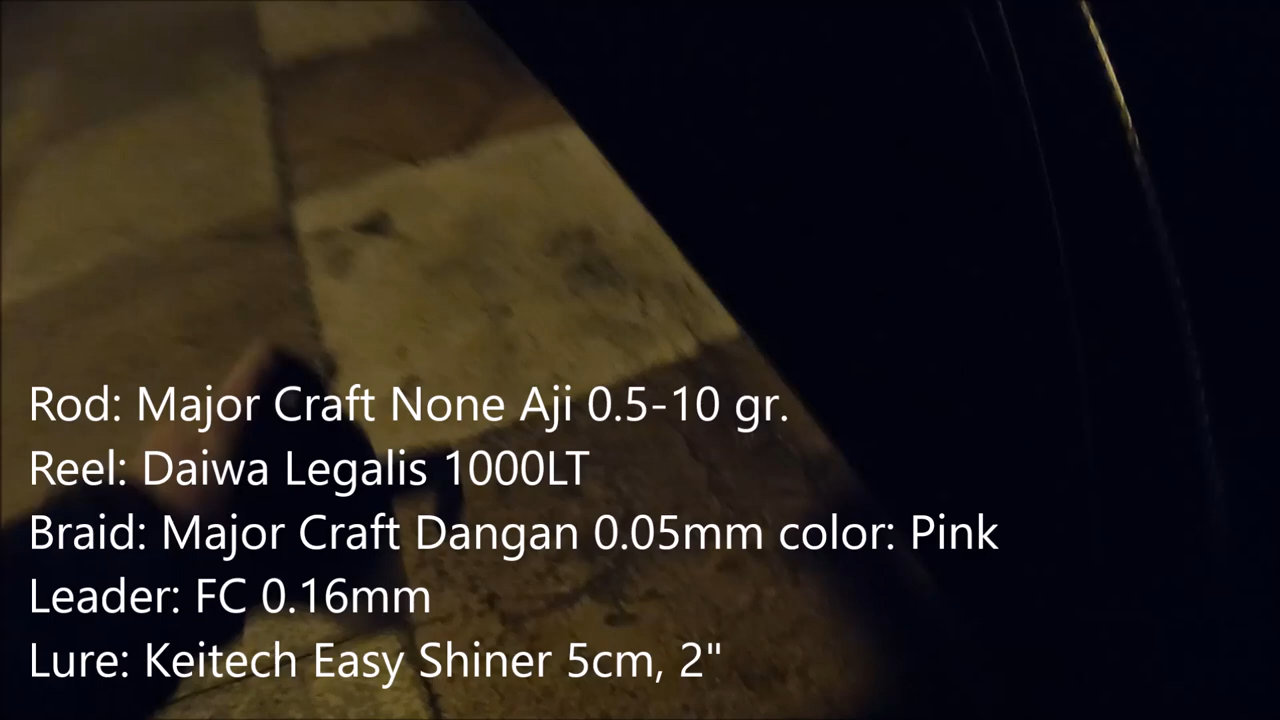 Rod: Major Craft None Aji 0.5-10 gr.
Reel: Daiwa Legalis 1000LT
Braid: Major Craft Dangan 0.05mm color: Pink
Leader: FC 0.16mm
Lure: Keitech Easy Shiner 5cm, 2"